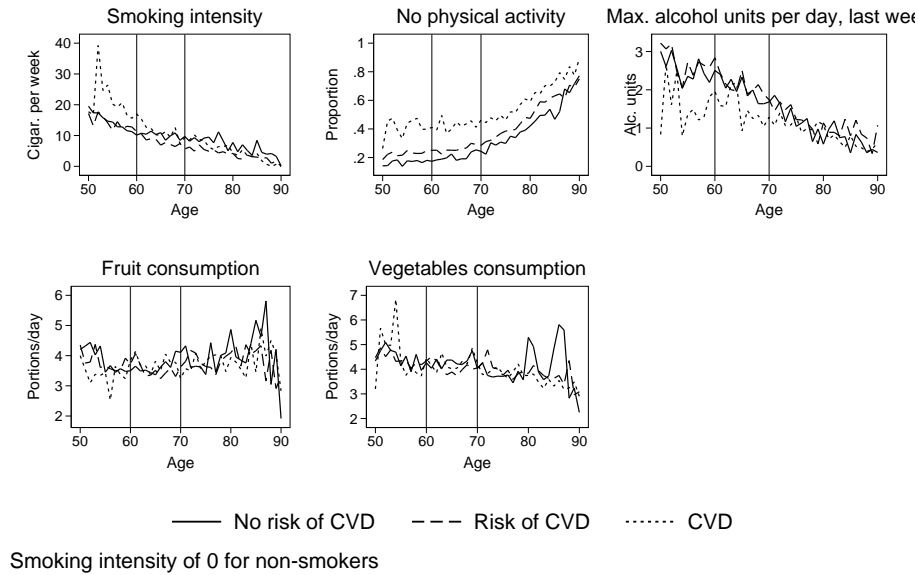 Smoking intensity
Cigar. per week
40
30
20
10
0
50 60 70 80 90
Age
No physical activity
Proportion
1
.8
.6
.4
.2
50 60 70 80 90
Age
Max. alcohol units per day, last wee
Alc. units
3
2
1
0
50 60 70 80 90
Age
Fruit consumption
Portions/day
6
5
4
3
2
50 60 70 80 90
Age
Vegetables consumption
Portions/day
7
6
5
4
3
2
50 60 70 80 90
Age
No risk of CVD Risk of CVD CVD
Smoking intensity of 0 for non-smokers